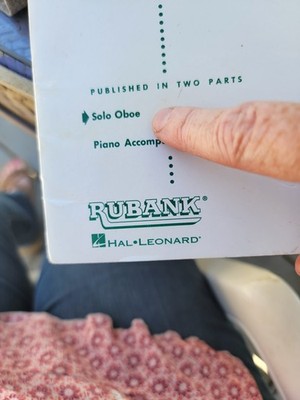 PUBLISHED IN TWO PARTS
Solo Oboe
Piano Accomp
RUBANK®
HAL•LEONARD®